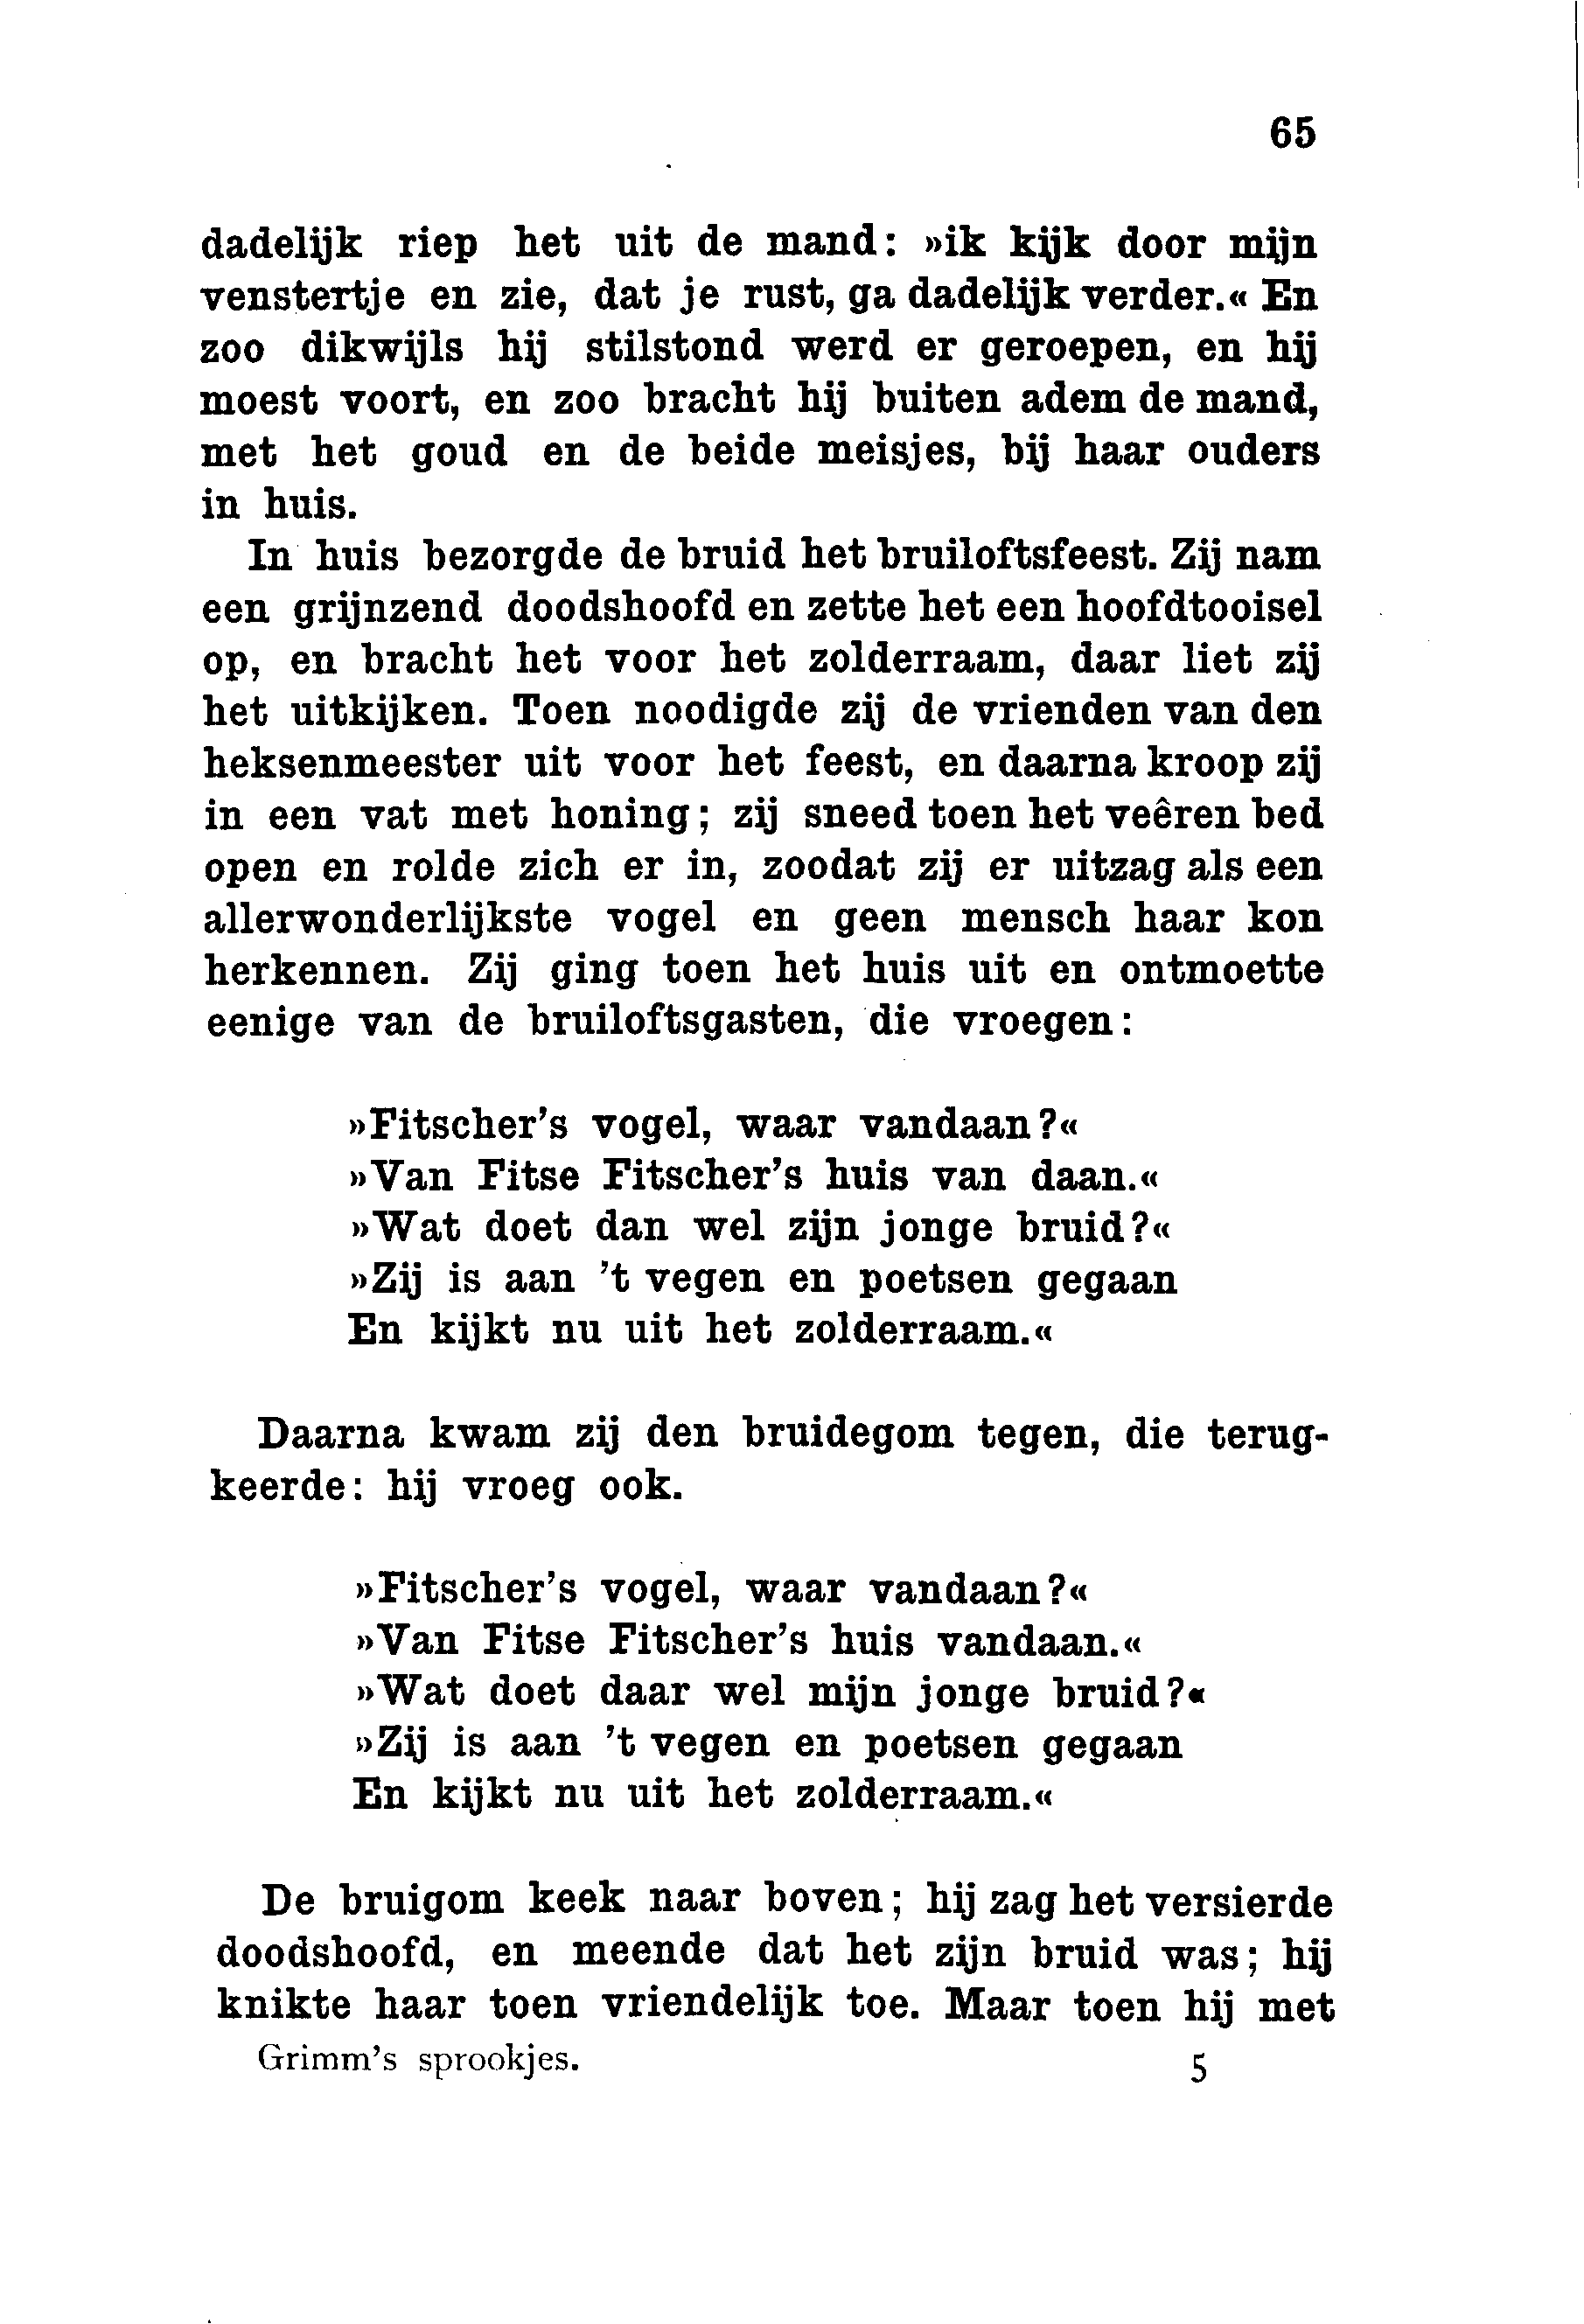 65
dadelijk riep het uit de mand: »ik kijk door mijn
venstertje en zie, dat je rust, ga dadelijk verder.« En
zoo dikwijls hij stilstond werd er geroepen, en hij
moest voort, en zoo bracht hij buiten adem de mand,
met het goud en de beide meisjes, bij haar ouders
in huis.
In huis bezorgde de bruid het bruiloftsfeest. Zij nam
een grijnzend doodshoofd en zette het een hoofdtooisel
op, en bracht het voor het zolderraam, daar liet zij
het uitkijken. Toen noodigde zij de vrienden van den
heksenmeester uit voor het feest, en daarna kroop zij
in een vat met honing; zij sneed toen het veêren bed
open en rolde zich er in, zoodat zij er uitzag als een
allerwonderlijkste vogel en geen mensch haar kon
herkennen. Zij ging toen het huis uit en ontmoette
eenige van de bruiloftsgasten, die vroegen:
»Fitscher's vogel, waar vandaan?«
»Van Fitse Fitscher's huis van daan.«
»Wat doet dan wel zijn jonge bruid?«
»Zij is aan 't vegen en poetsen gegaan
En kijkt nu uit het zolderraam.«
Daarna kwam zij den bruidegom tegen, die terug-
keerde: hij vroeg ook.
»Fitscher's vogel, waar vandaan?«
»Van Fitse Fitscher's huis vandaan.«
»Wat doet daar wel mijn jonge bruid?«
»Zij is aan 't vegen en poetsen gegaan
En kijkt nu uit het zolderraam.«
De bruigom keek naar boven; hij zag het versierde
doodshoofd, en meende dat het zijn bruid was; hij
knikte haar toen vriendelijk toe. Maar toen hij met
Grimm's sprookjes. 5